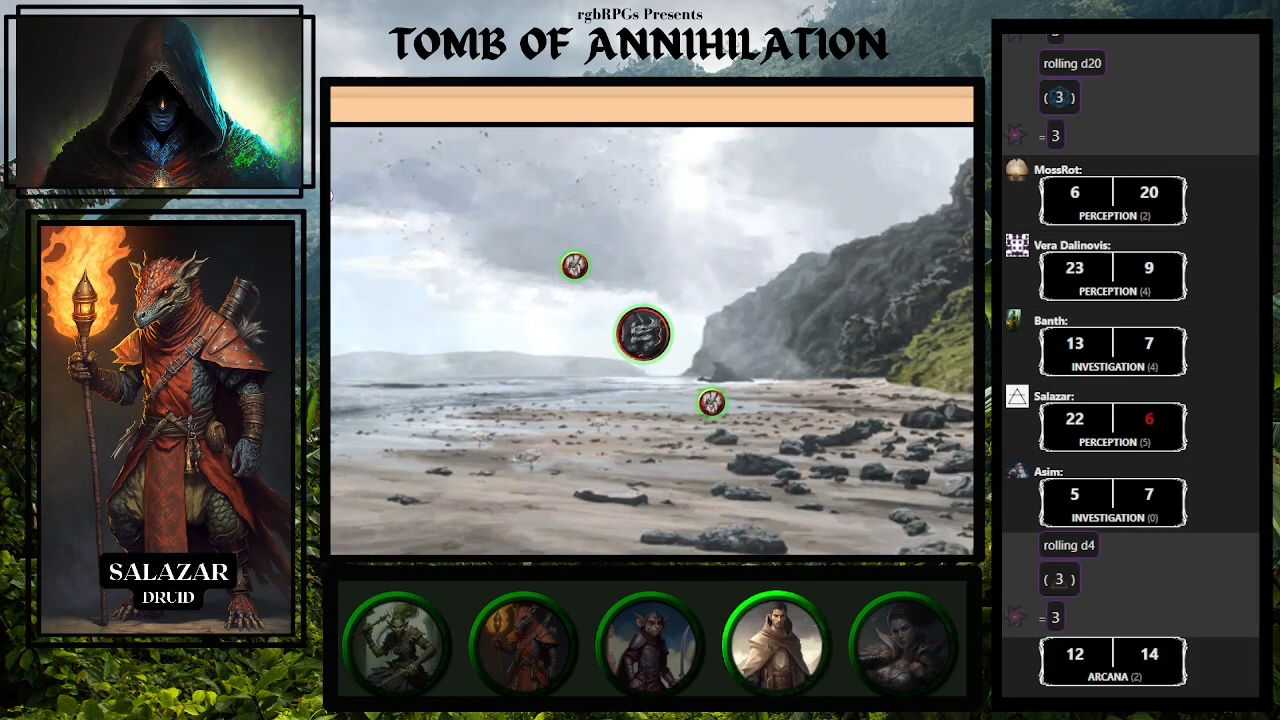 rgbRPGs Presents
TOMB OF ANNIHILATION
SALAZAR
DRUID
rolling d20
( 3 )
= 3
MossRot:
6 20
PERCEPTION (2)
Vera Dalinovis:
23 9
PERCEPTION (4)
Banth:
13 7
INVESTIGATION (4)
Salazar:
22 6
PERCEPTION (5)
Asim:
5 7
INVESTIGATION (0)
rolling d4
( 3 )
= 3
12 14
ARCANA (2)